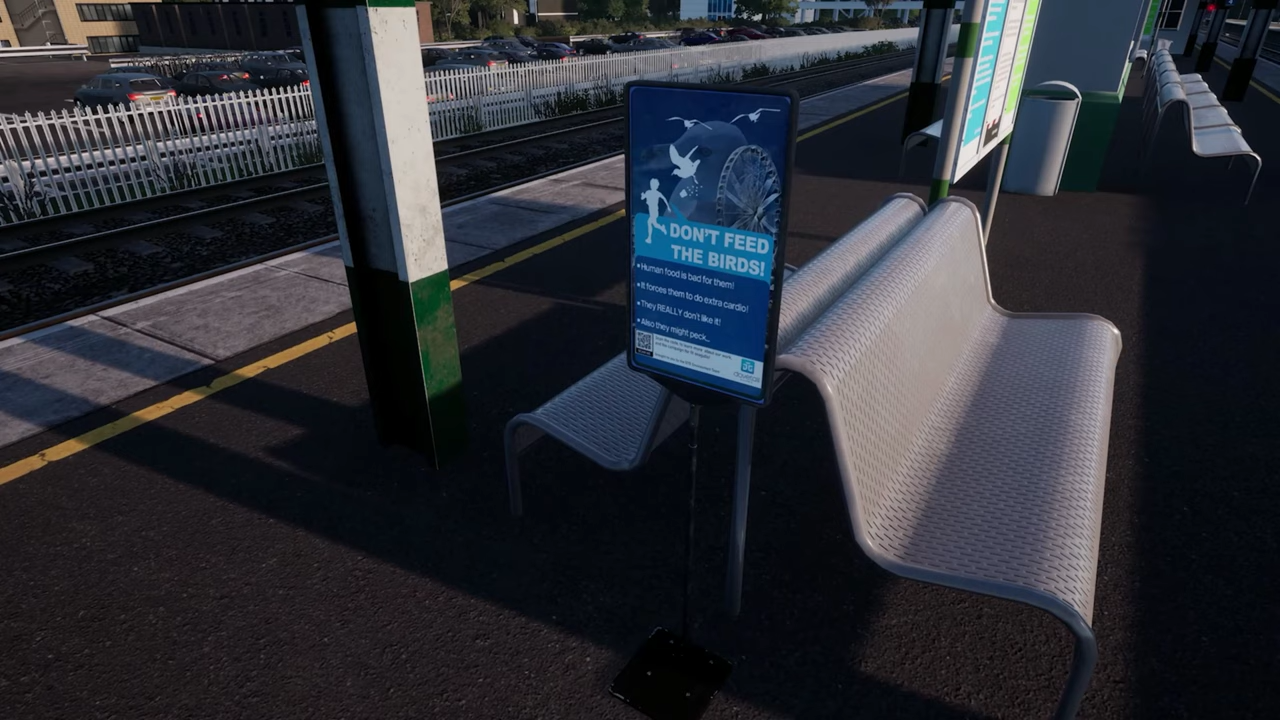 DON'T FEED
THE BIRDS!
• Human food is bad for them!
• It forces them to do extra cardio!
• They REALLY don't like it!
• Also they might peck..
DG